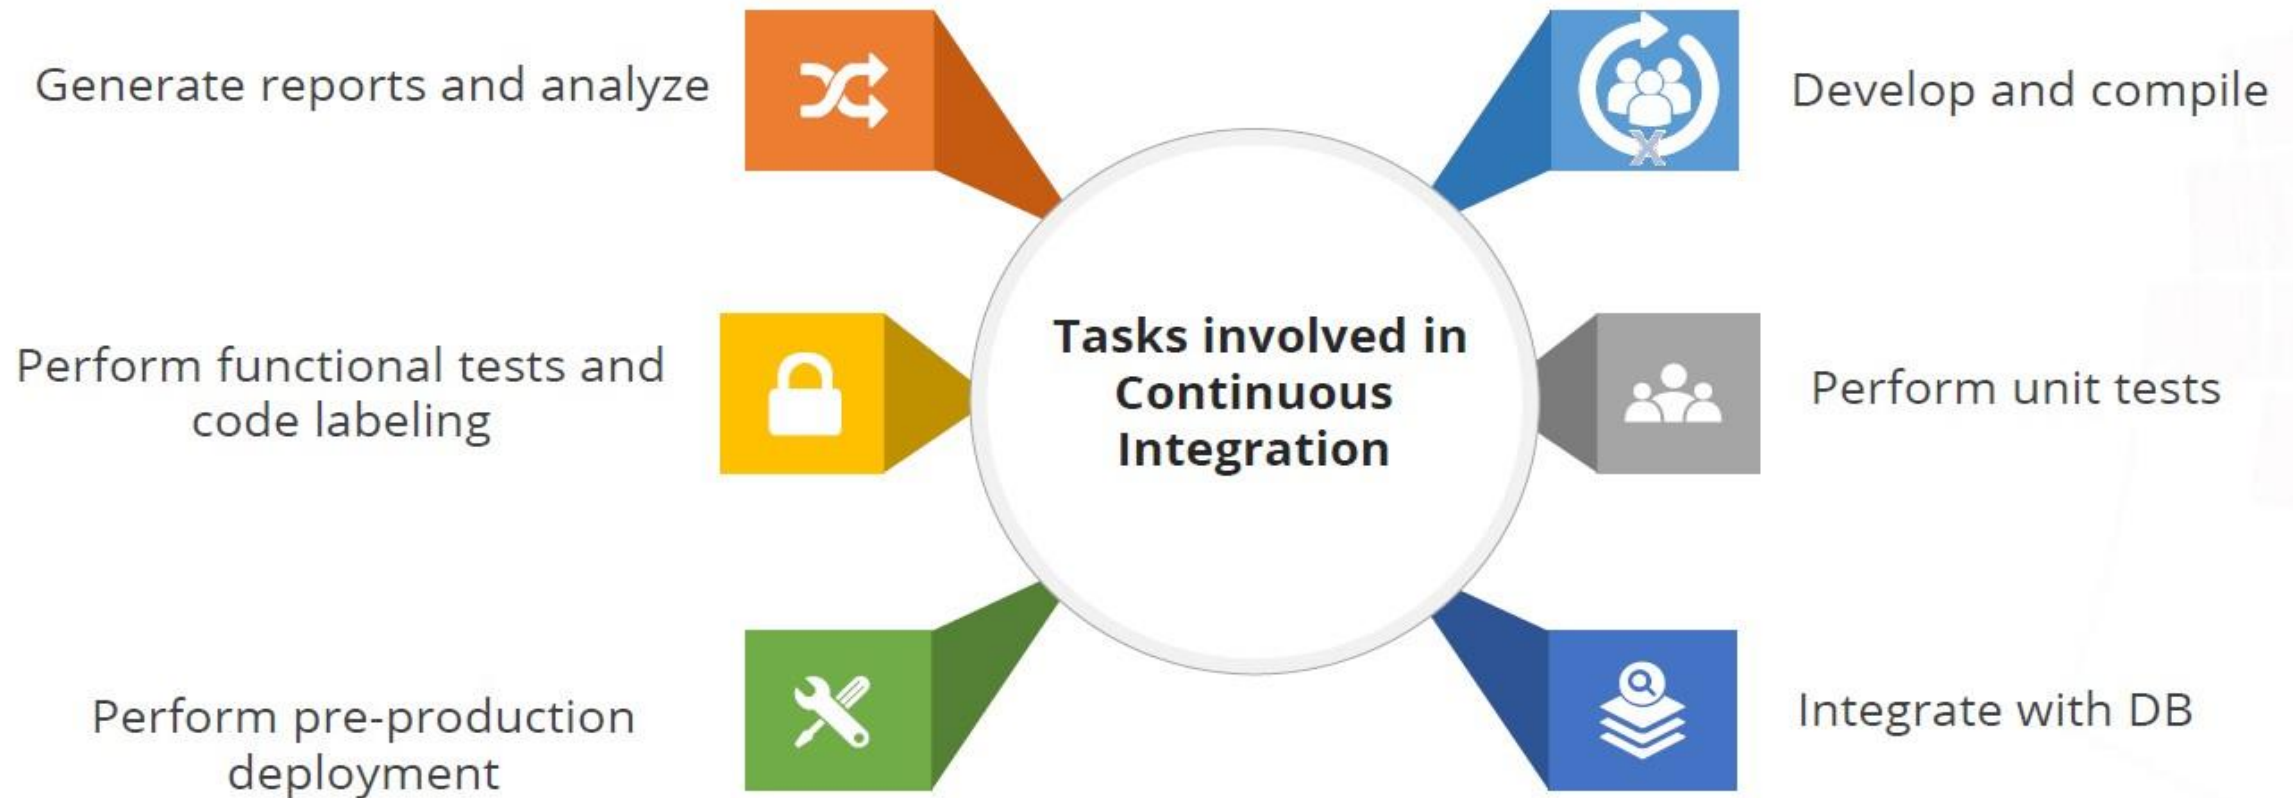 Generate reports and analyze
Develop and compile
Tasks involved in
Continuous
Integration
Perform functional tests and
code labeling
Perform unit tests
Perform pre-production
deployment
Integrate with DB
X